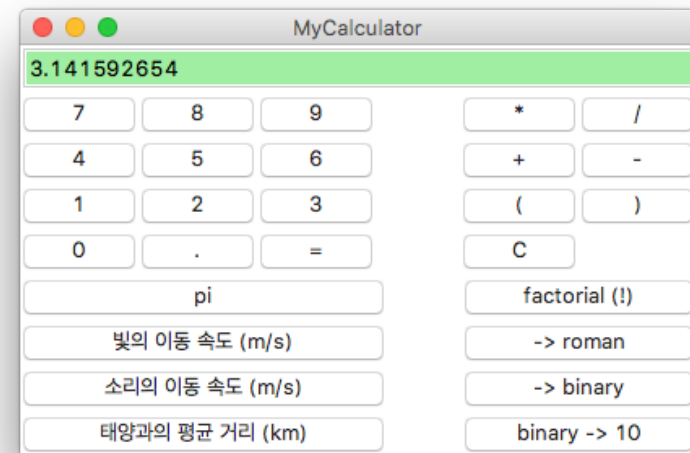 MyCalculator
3.141592654
7 8 9 * /
4 5 6 + -
1 2 3 ( )
0 . = C
pi factorial (!)
빛의 이동 속도 (m/s) -> roman
소리의 이동 속도 (m/s) -> binary
태양과의 평균 거리 (km) binary -> 10